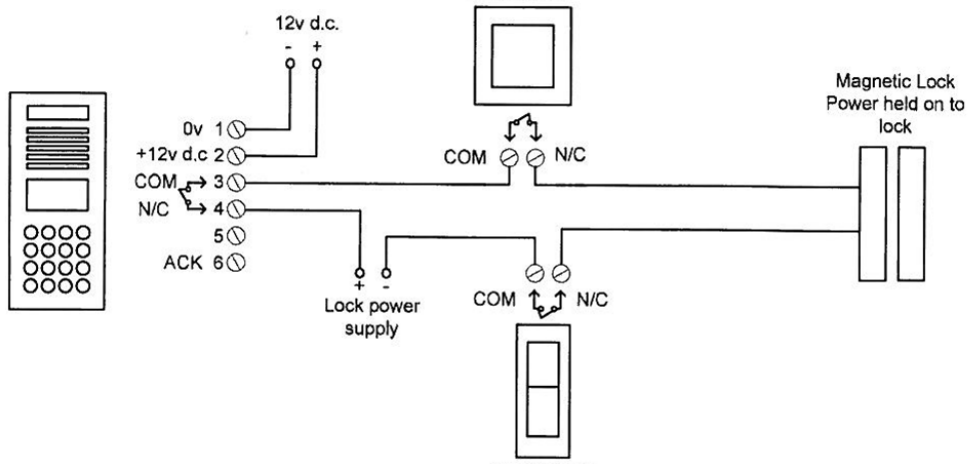 12v d.c.
- +
0v 1
+12v d.c 2
COM 3
N/C 4
5
ACK 6
+ -
Lock power
supply
COM N/C
COM N/C
Magnetic Lock
Power held on to
lock